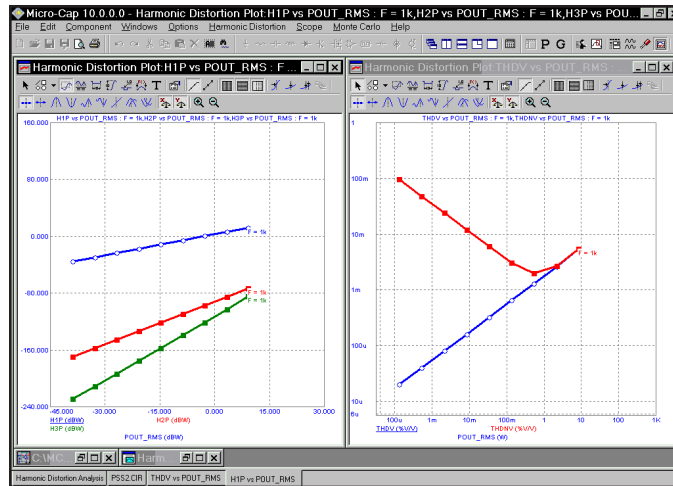 Micro-Cap 10.0.0.0 - Harmonic Distortion Plot:H1P vs POUT_RMS : F = 1k,H2P vs POUT_RMS : F = 1k,H3P vs POU...
File Edit Component Windows Options Harmonic Distortion Scope Monte Carlo Help
P G
Harmonic Distortion Plot:H1P vs POUT_RMS : F ...
T
H1P vs POUT_RMS : F = 1k,H2P vs POUT_RMS : F = 1k,H3P vs POUT_RMS : F = 1k
160.000
80.000
0.000
-80.000
-160.000
-240.000
F = 1k
F = 1k
F = 1k
-45.000 -30.000 -15.000 0.000 15.000 30.000
H1P (dBW) H2P (dBW)
H3P (dBW)
POUT_RMS (dBW)
Harmonic Distortion Plot:THDV vs POUT_RMS...
T
THDV vs POUT_RMS : F = 1k,THDNV vs POUT_RMS : F = 1k
1
100m
10m
1m
100u
10u
6u
F = 1k
100u 1m 10m 100m 1 10 100 1K
THDV (%V/V) THDNV (%V/V)
POUT_RMS (W)
C:\MC...
Harm...
Harmonic Distortion Analysis PSS2.CIR THDV vs POUT_RMS H1P vs POUT_RMS